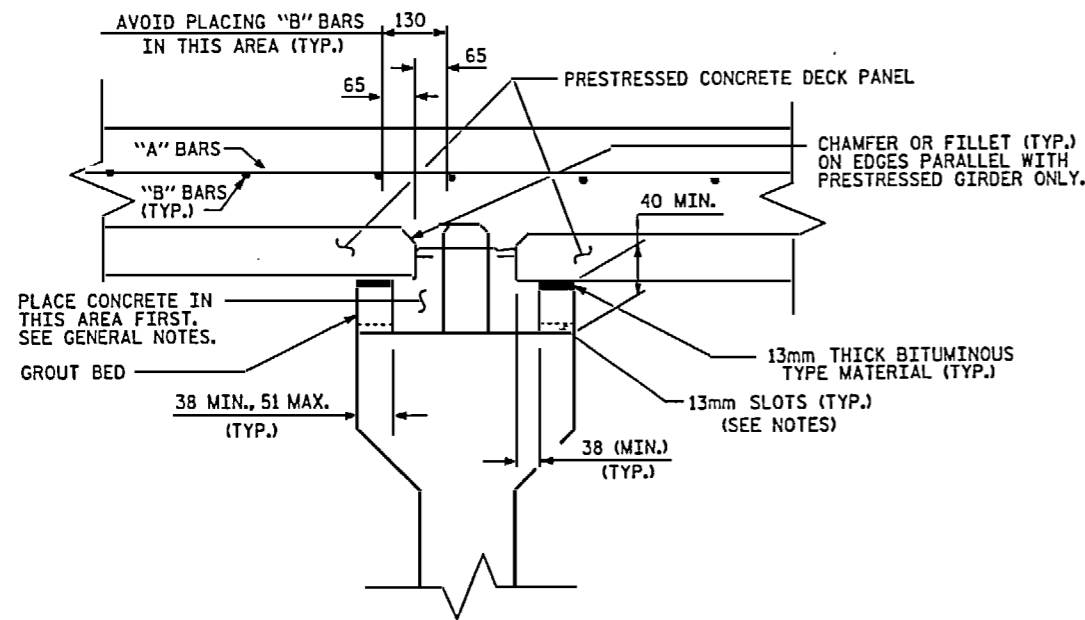 AVOID PLACING "B" BARS
IN THIS AREA (TYP.)
130
65
65
PRESTRESSED CONCRETE DECK PANEL
"A" BARS
"B" BARS
(TYP.)
CHAMFER OR FILLET (TYP.)
ON EDGES PARALLEL WITH
PRESTRESSED GIRDER ONLY.
40 MIN.
PLACE CONCRETE IN
THIS AREA FIRST.
SEE GENERAL NOTES.
GROUT BED
13mm THICK BITUMINOUS
TYPE MATERIAL (TYP.)
38 MIN., 51 MAX.
(TYP.)
13mm SLOTS (TYP.)
(SEE NOTES)
38 (MIN.)
(TYP.)